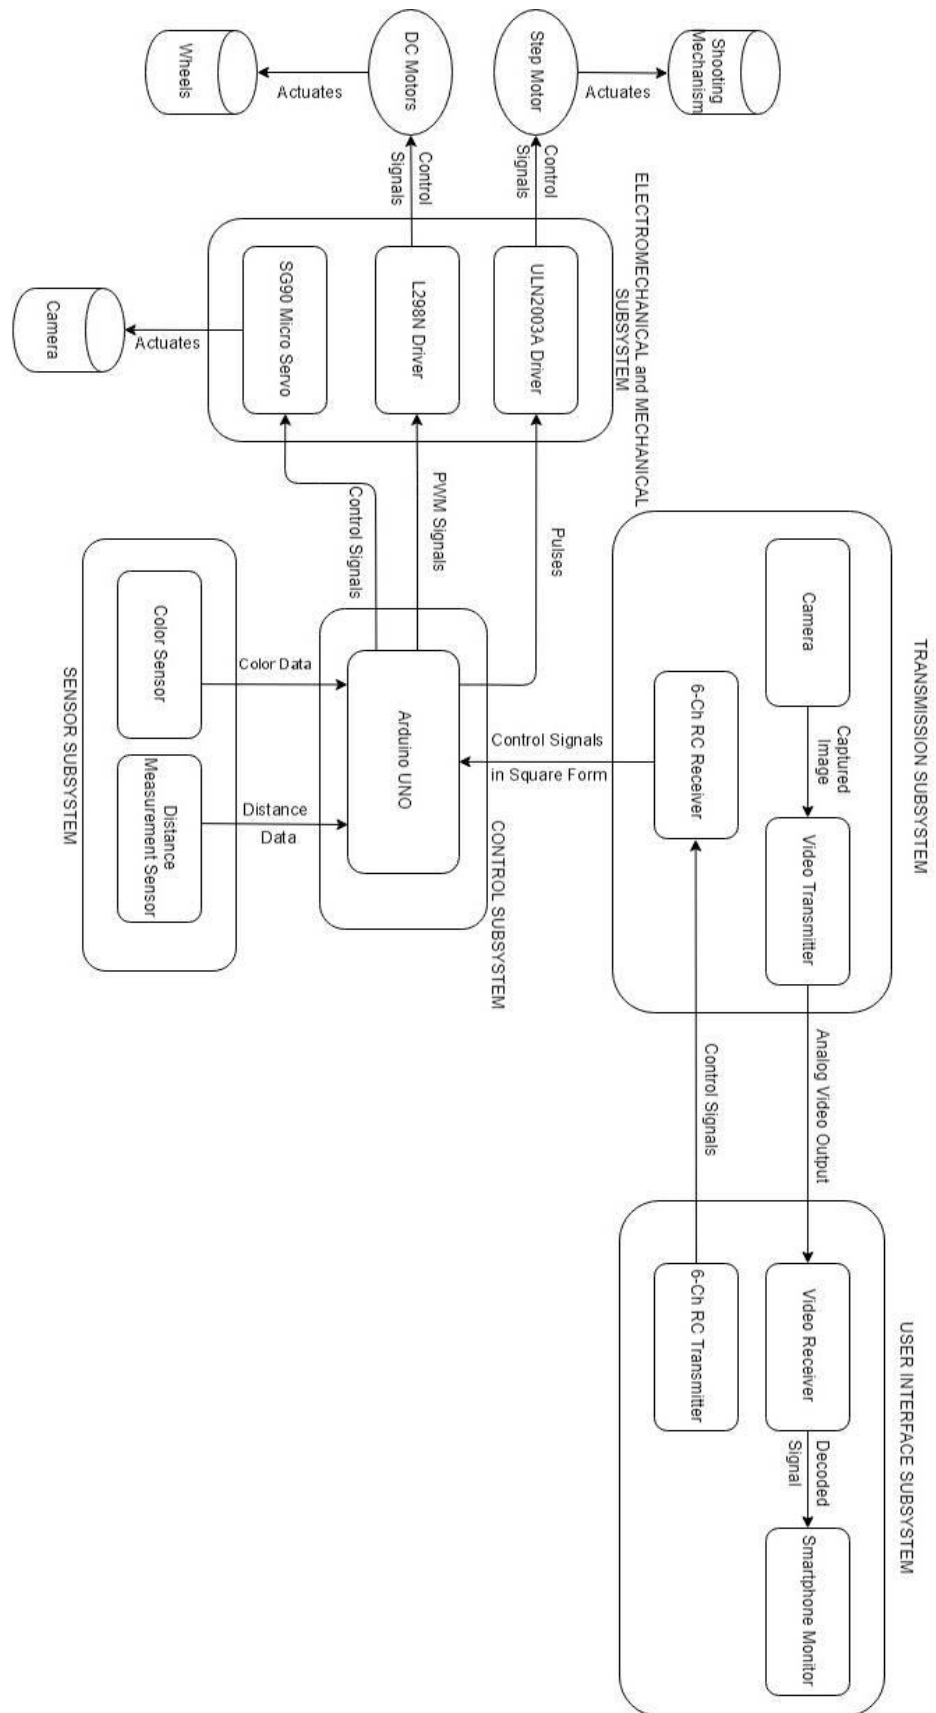 TRANSMISSION SUBSYSTEM
Camera
Captured
Image
Video Transmitter
6-Ch RC Receiver
Analog Video Output
Control Signals
USER INTERFACE SUBSYSTEM
Video Receiver
Decoded
Signal
Smartphone Monitor
6-Ch RC Transmitter
Shooting
Mechanism
Actuates
Step Motor
Control
Signals
ELECTROMECHANICAL and MECHANICAL
SUBSYSTEM
ULN2003A Driver
Pulses
DC Motors
Control
Signals
L298N Driver
PWM Signals
Wheels
Actuates
SG90 Micro Servo
Control Signals
Camera
Actuates
Control Signals
in Square Form
CONTROL SUBSYSTEM
Arduino UNO
Color Data
Distance
Data
Color Sensor
Distance
Measurement Sensor
SENSOR SUBSYSTEM